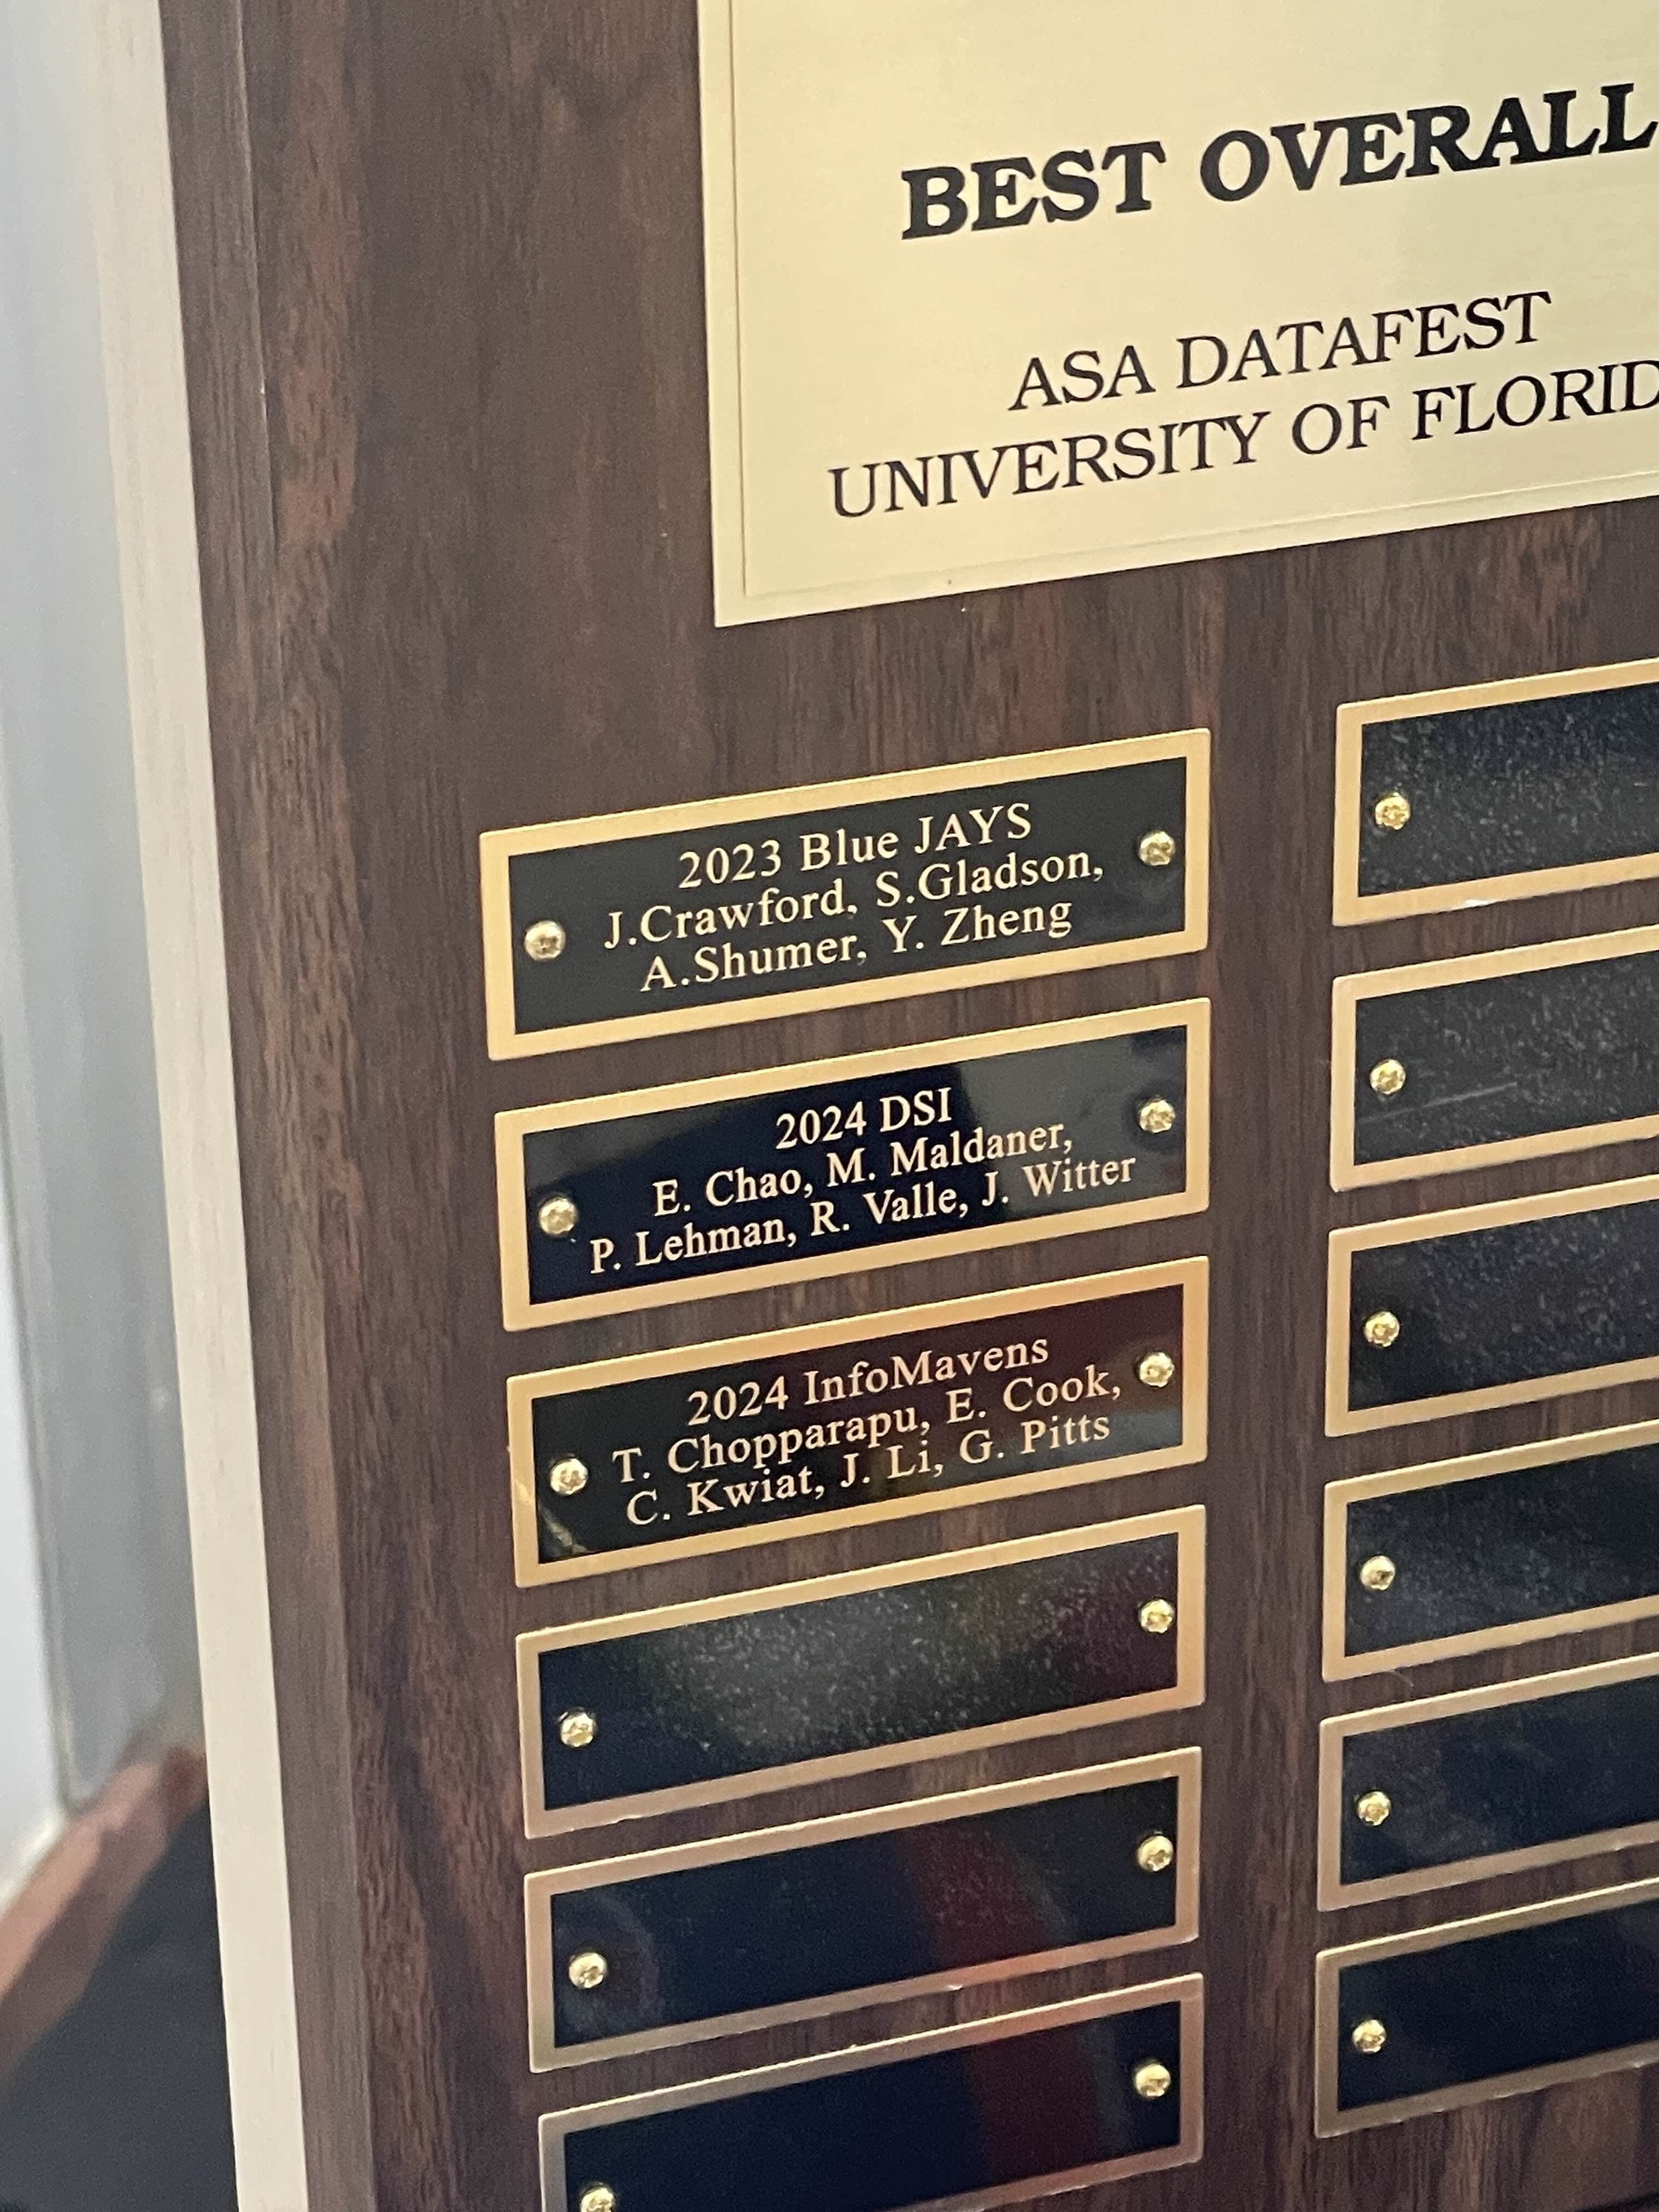 BEST OVERALL
ASA DATAFEST
UNIVERSITY OF FLORID
2023 Blue JAYS
J.Crawford, S.Gladson,
A.Shumer, Y. Zheng
2024 DSI
E. Chao, M. Maldaner,
P. Lehman, R. Valle, J. Witter
2024 InfoMavens
T. Chopparapu, E. Cook,
C. Kwiat, J. Li, G. Pitts